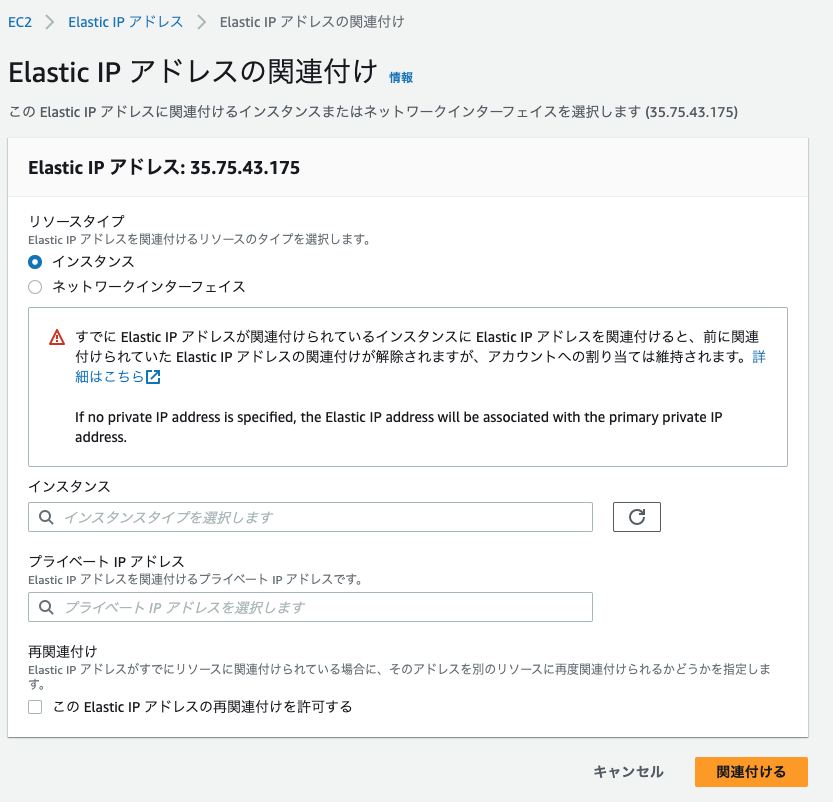 EC2 > Elastic IP アドレス > Elastic IP アドレスの関連付け
Elastic IP アドレスの関連付け 情報
この Elastic IP アドレスに関連付けるインスタンスまたはネットワークインターフェイスを選択します (35.75.43.175)
Elastic IP アドレス: 35.75.43.175
リソースタイプ
Elastic IP アドレスを関連付けるリソースのタイプを選択します。
インスタンス
ネットワークインターフェイス
すでに Elastic IP アドレスが関連付けられているインスタンスに Elastic IP アドレスを関連付けると、前に関連
付けられていた Elastic IP アドレスの関連付けが解除されますが、アカウントへの割り当ては維持されます。詳
細はこちら
If no private IP address is specified, the Elastic IP address will be associated with the primary private IP
address.
インスタンス
インスタンスタイプを選択します
プライベート IP アドレス
Elastic IP アドレスを関連付けるプライベート IP アドレスです。
プライベート IP アドレスを選択します
再関連付け
Elastic IP アドレスがすでにリソースに関連付けられている場合に、そのアドレスを別のリソースに再度関連付けられるかどうかを指定しま
す。
この Elastic IP アドレスの再関連付けを許可する
キャンセル
関連付ける